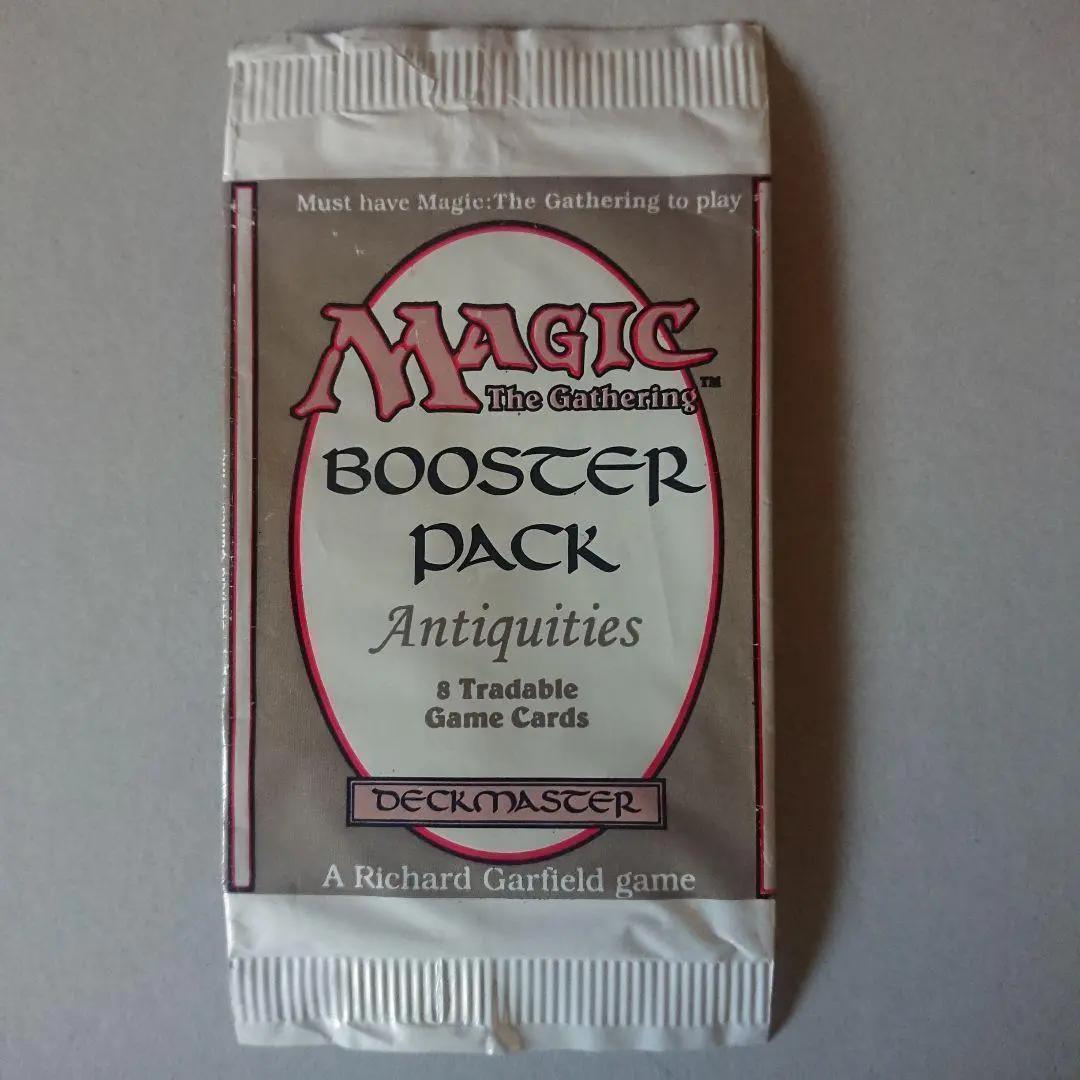 Must have Magic:The Gathering to play
MAGIC
The Gathering™
BOOSTER
PACK
Antiquities
8 Tradable
Game Cards
DECKMASTER
A Richard Garfield game